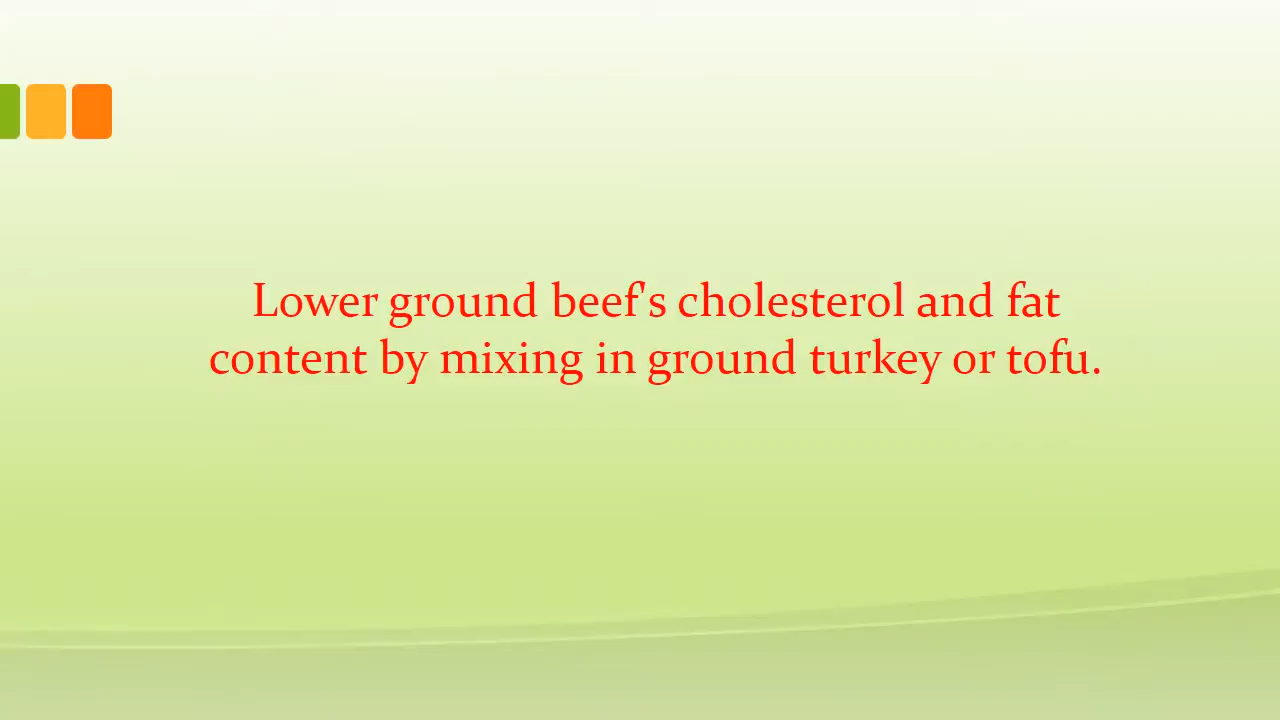 Lower ground beef's cholesterol and fat
content by mixing in ground turkey or tofu.